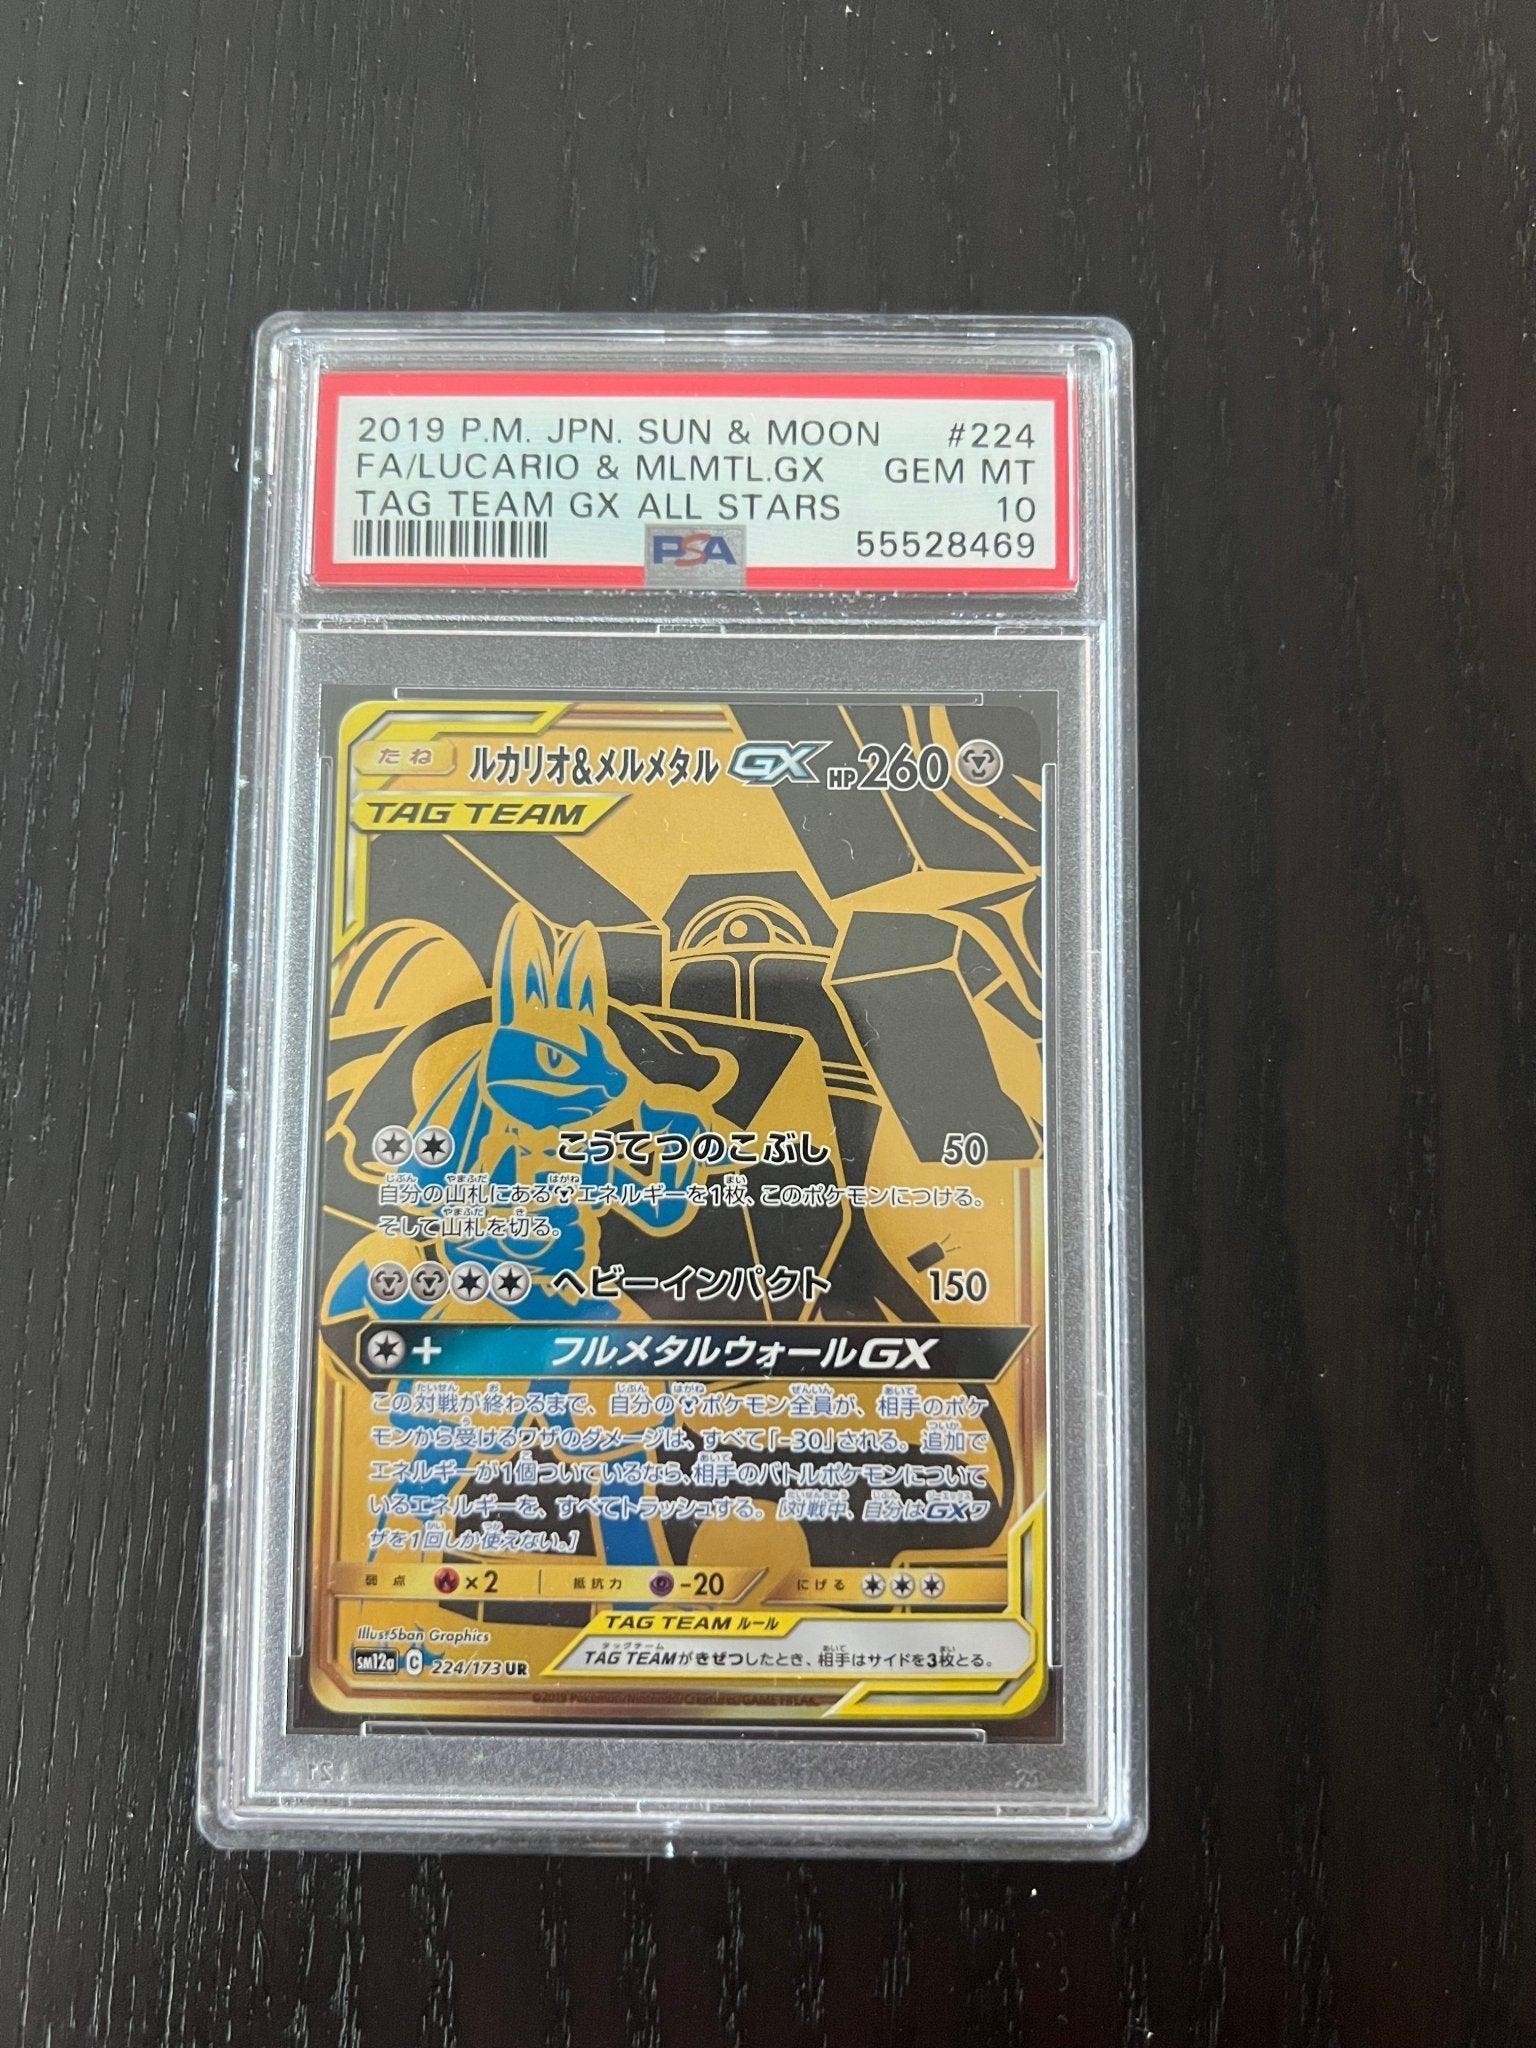 2019 P.M. JPN. SUN & MOON #224
FA/LUCARIO & MLMTL.GX GEM MT
TAG TEAM GX ALL STARS 10
PSA 55528469
たね ルカリオ&メルメタルGX HP260
TAG TEAM
こうてつのこぶし 50
自分の山札にあるエネルギーを1枚、このポケモンにつける。
そして山札を切る。
ヘビーインパクト 150
+ フルメタルウォールGX
この対戦が終わるまで、自分のポケモン全員が、相手のポケ
モンから受けるワザのダメージは、すべて「-30」される。追加で
エネルギーが1個ついているなら、相手のバトルポケモンについて
いるエネルギーを、すべてトラッシュする。[対戦中、自分はGXワ
ザを1回しか使えない。]
弱点 ×2 抵抗力 -20 にげる
TAG TEAM ルール
Illus.5ban Graphics
TAG TEAMがきぜつしたとき、相手はサイドを3枚とる。
SM12a C 224/173 UR
©2019 Pokémon/Nintendo/Creatures/GAME FREAK.